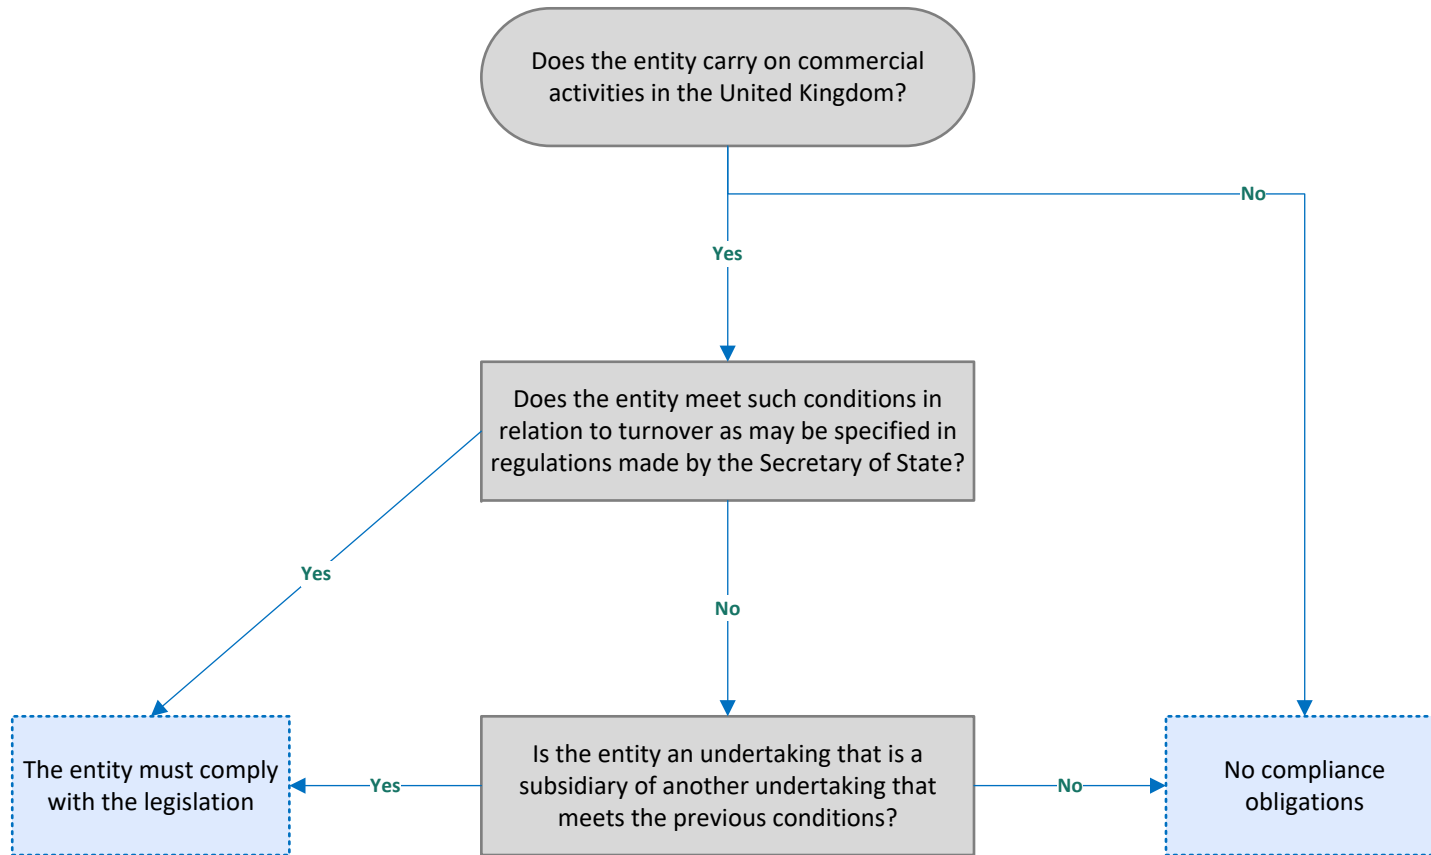 Does the entity carry on commercial
activities in the United Kingdom?
No
Yes
Does the entity meet such conditions in
relation to turnover as may be specified in
regulations made by the Secretary of State?
Yes
No
The entity must comply
with the legislation
Yes
Is the entity an undertaking that is a
subsidiary of another undertaking that
meets the previous conditions?
No
No compliance
obligations